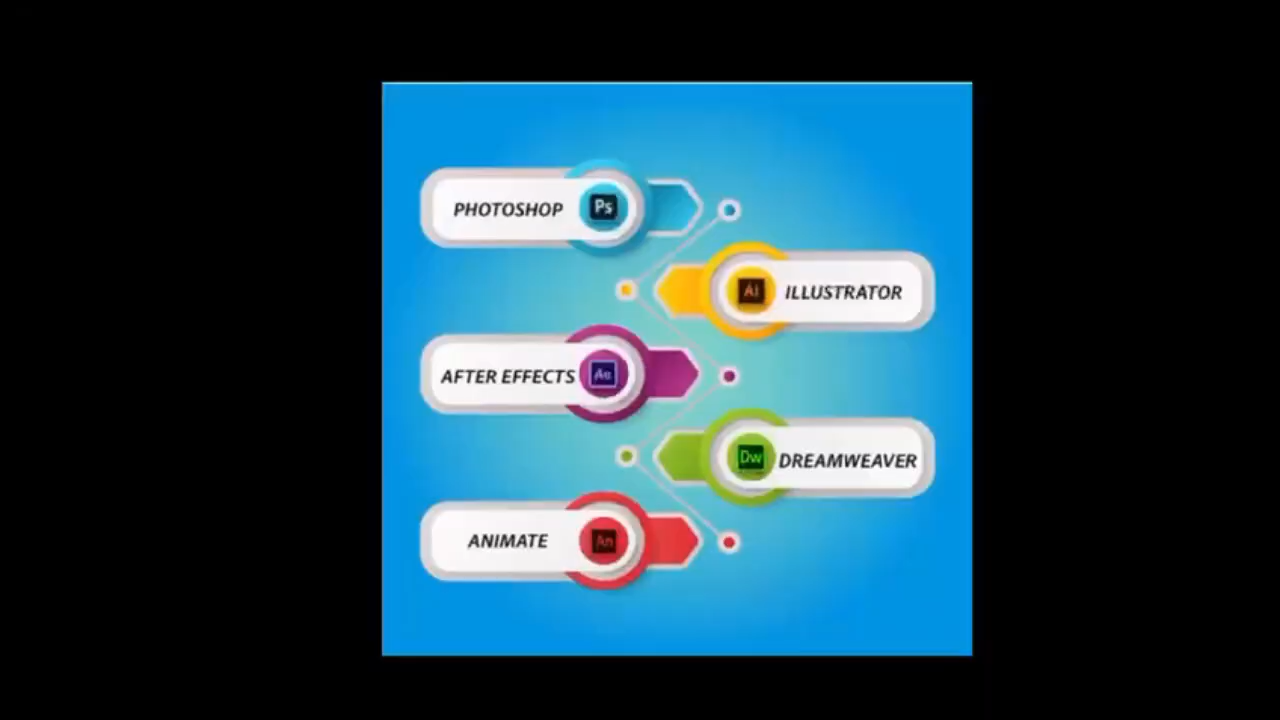 PHOTOSHOP
Ps
Ai
ILLUSTRATOR
AFTER EFFECTS
Ae
Dw
DREAMWEAVER
ANIMATE
An